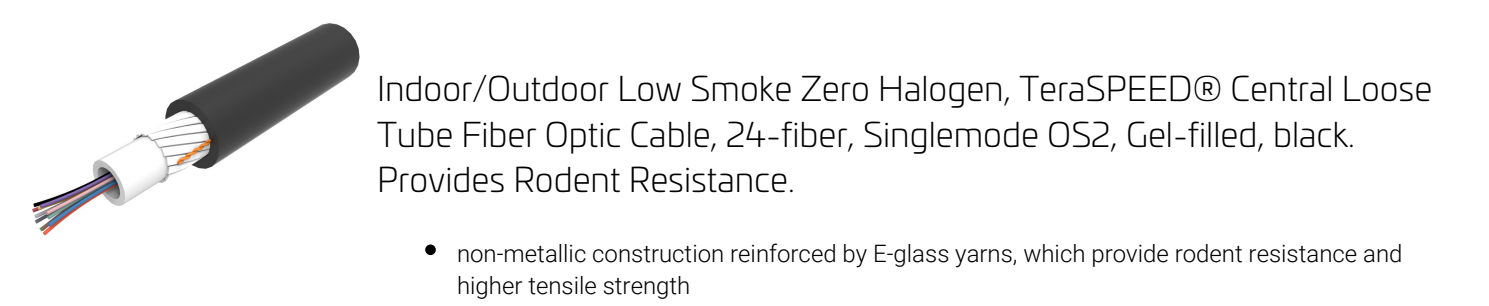 Indoor/Outdoor Low Smoke Zero Halogen, TeraSPEED® Central Loose
Tube Fiber Optic Cable, 24-fiber, Singlemode OS2, Gel-filled, black.
Provides Rodent Resistance.
• non-metallic construction reinforced by E-glass yarns, which provide rodent resistance and
higher tensile strength